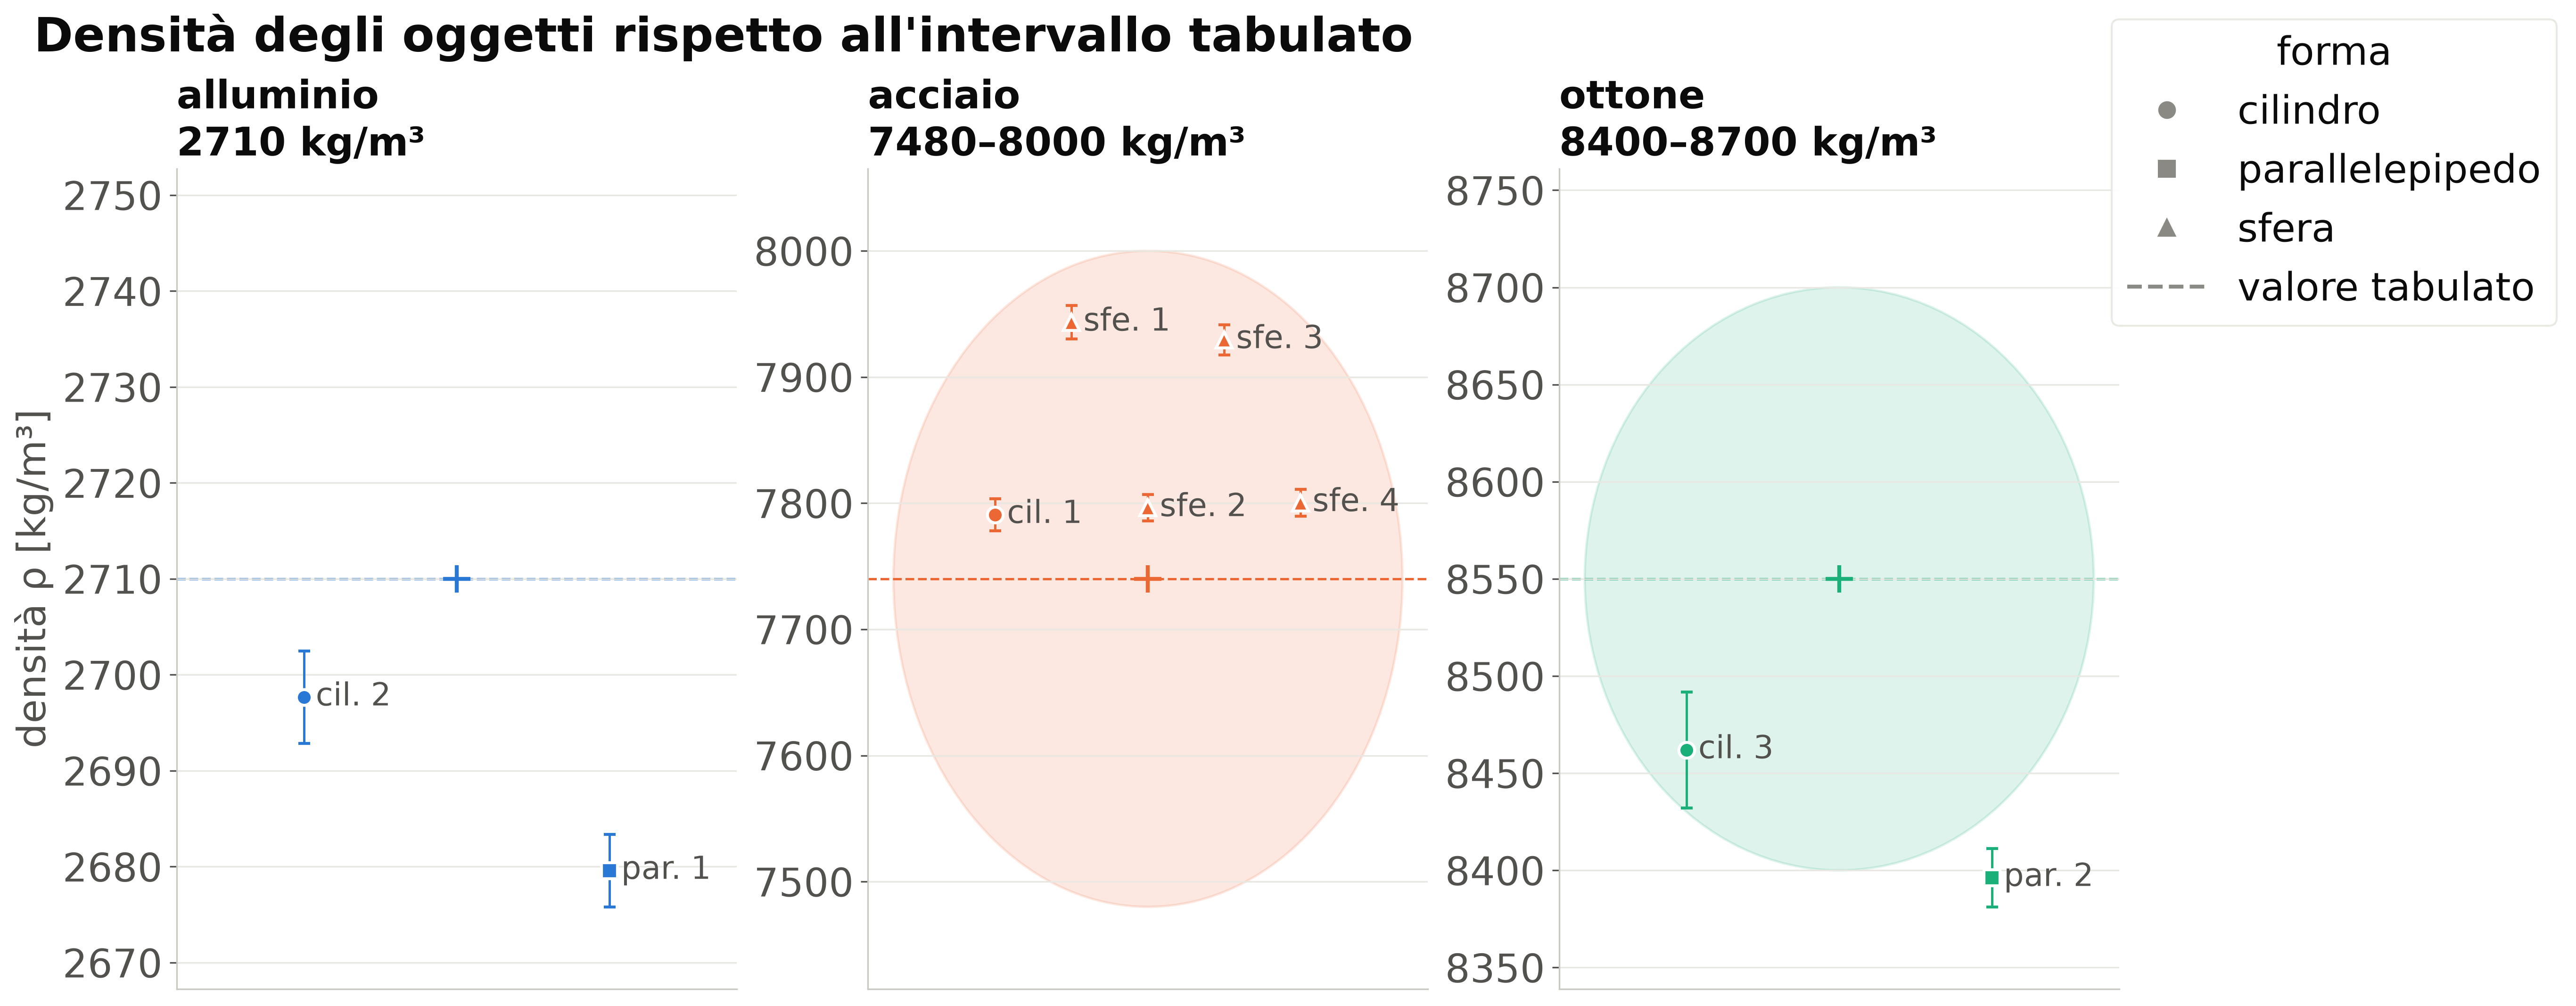 Densità degli oggetti rispetto all'intervallo tabulato
alluminio
2710 kg/m³
densità ρ [kg/m³]
2750
2740
2730
2720
2710
2700
2690
2680
2670
cil. 2
par. 1
acciaio
7480–8000 kg/m³
8000
7900
7800
7700
7600
7500
sfe. 1
sfe. 3
cil. 1
sfe. 2
sfe. 4
ottone
8400–8700 kg/m³
8750
8700
8650
8600
8550
8500
8450
8400
8350
cil. 3
par. 2
forma
cilindro
parallelepipedo
sfera
valore tabulato